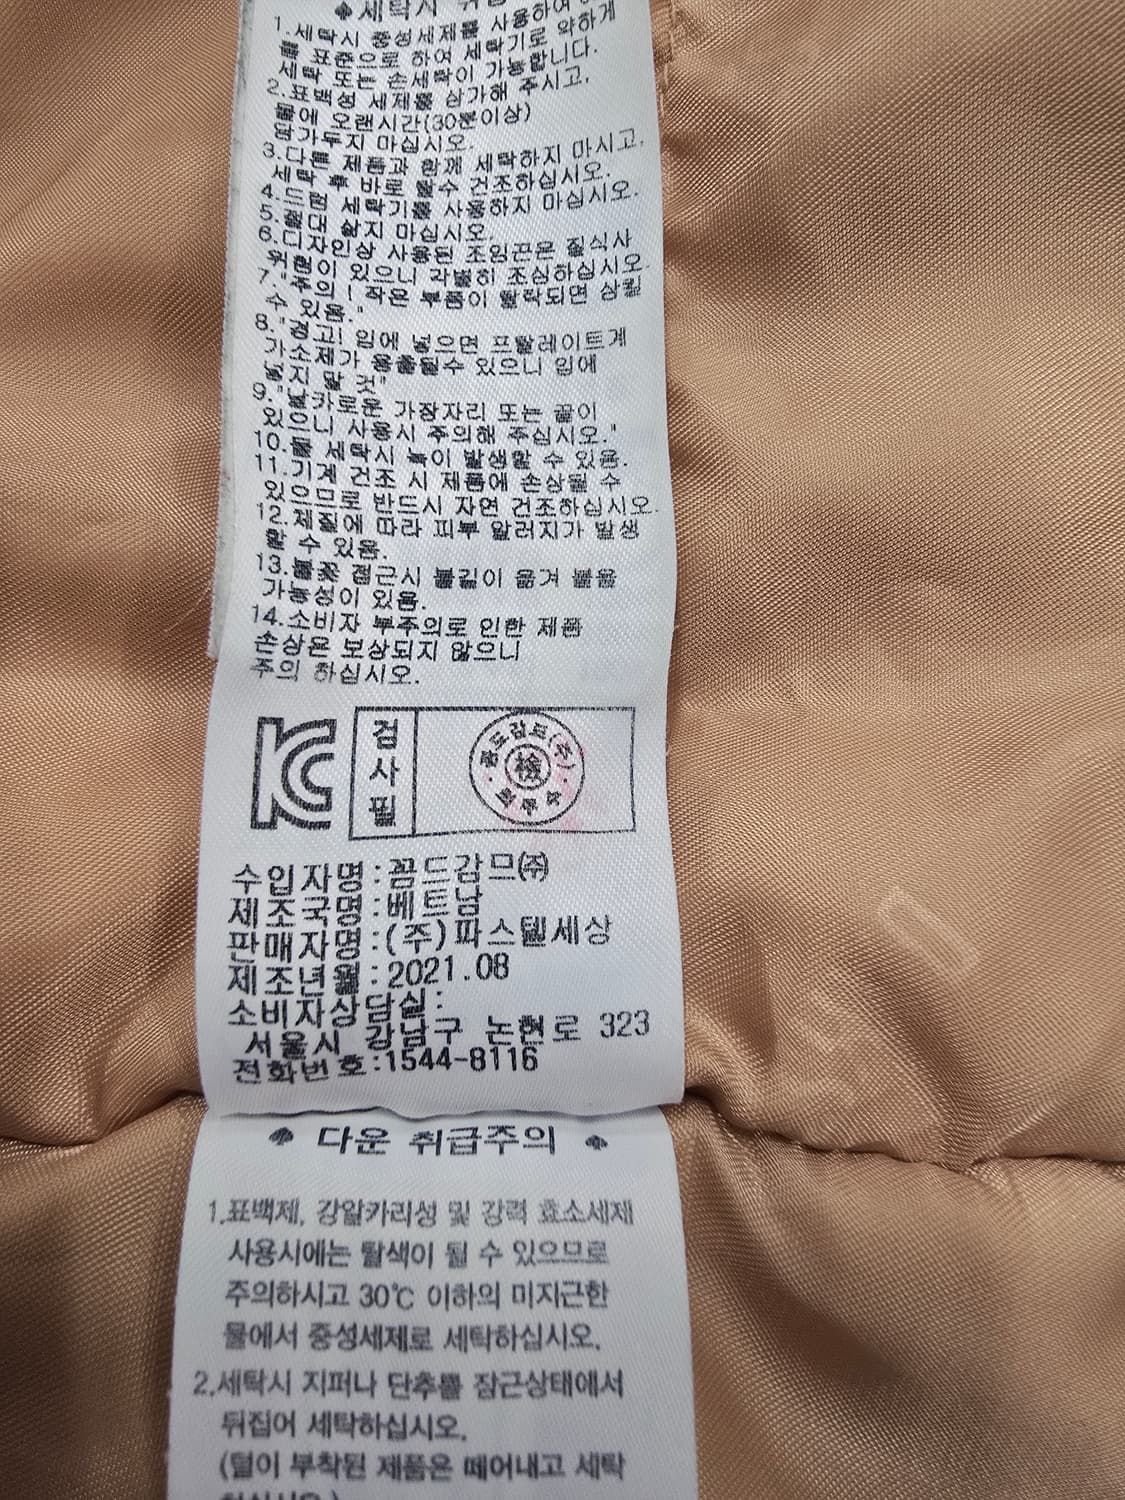 ♠세탁시
1.세탁시 중성세제를 사용하여
를 표준으로 하여 세탁기로 약하게
세탁 또는 손세탁이 가능합니다.
2.표백성 세제를 삼가해 주시고,
물에 오랜시간(30분이상)
담가두지 마십시오.
3.다른 제품과 함께 세탁하지 마시고,
세탁 후 바로 탈수 건조하십시오.
4.드럼 세탁기를 사용하지 마십시오.
5.절대 삶지 마십시오.
6.디자인상 사용된 조임끈은 질식사
위험이 있으니 각별히 조심하십시오.
7."주의! 작은 부품이 탈락되면 삼킬
수 있음."
8."경고! 입에 넣으면 프탈레이트계
가소제가 용출될수 있으니 입에
넣지 말 것"
9."날카로운 가장자리 또는 끝이
있으니 사용시 주의해 주십시오."
10.물 세탁시 녹이 발생할 수 있음.
11.기계 건조 시 제품에 손상될 수
있으므로 반드시 자연 건조하십시오.
12.체질에 따라 피부 알러지가 발생
할 수 있음.
13.불꽃 접근시 불길이 옮겨 붙을
가능성이 있음.
14.소비자 부주의로 인한 제품
손상은 보상되지 않으니
주의 하십시오.
KC
검사필
꼼드감므(주)
檢
수입자명:꼼드감므㈜
제조국명:베트남
판매자명:(주)파스텔세상
제조년월:2021.08
소비자상담실:
서울시 강남구 논현로 323
전화번호:1544-8116
♠ 다운 취급주의 ♠
1.표백제, 강알카리성 및 강력 효소세제
사용시에는 탈색이 될 수 있으므로
주의하시고 30℃ 이하의 미지근한
물에서 중성세제로 세탁하십시오.
2.세탁시 지퍼나 단추를 잠근상태에서
뒤집어 세탁하십시오.
(털이 부착된 제품은 떼어내고 세탁